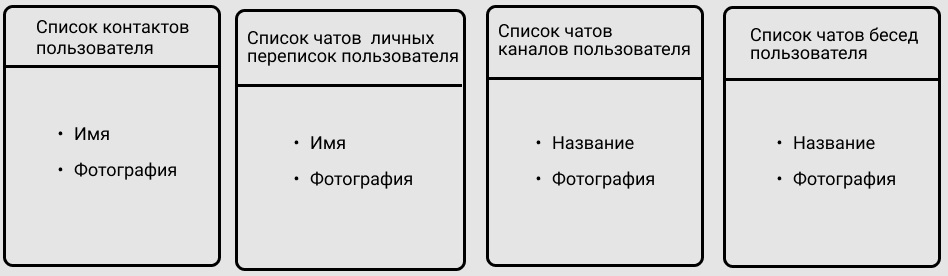 Список контактов
пользователя
• Имя
• Фотография
Список чатов  личных
переписок пользователя
• Имя
• Фотография
Список чатов
каналов пользователя
• Название
• Фотография
Список чатов бесед
пользователя
• Название
• Фотография